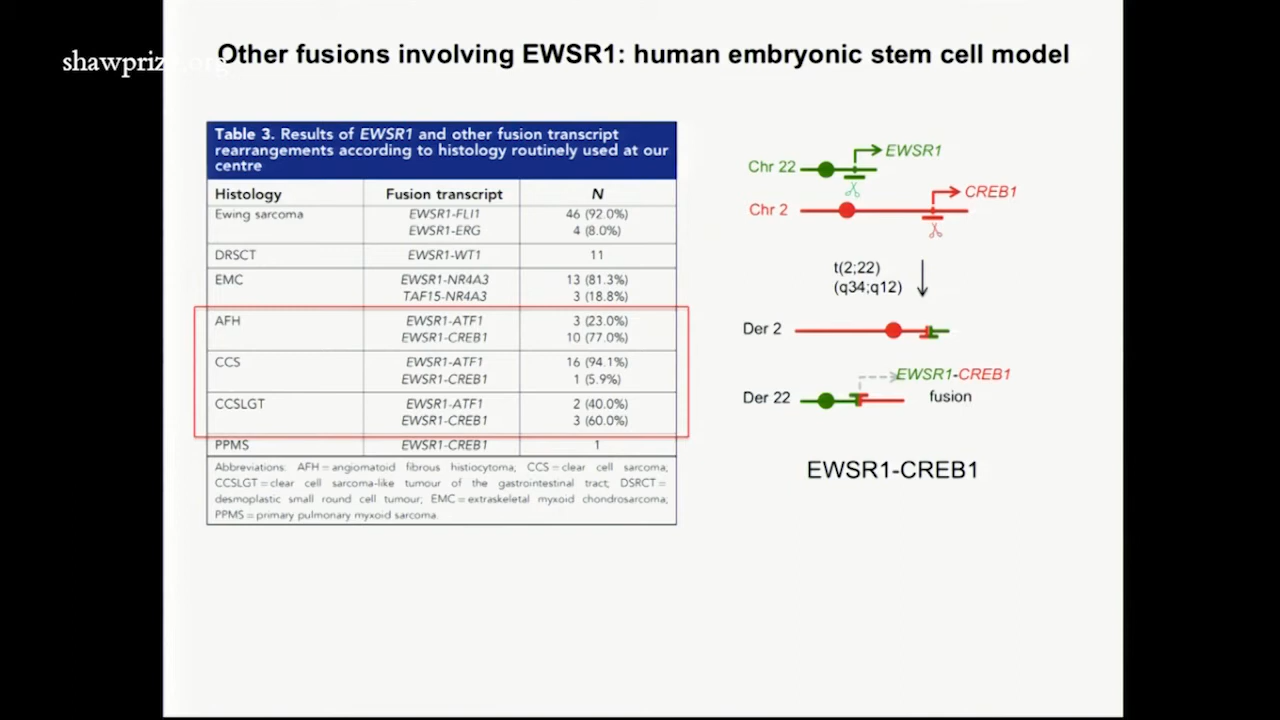 shawprize.org
Other fusions involving EWSR1: human embryonic stem cell model
Table 3. Results of EWSR1 and other fusion transcript
rearrangements according to histology routinely used at our
centre
Histology Fusion transcript N
Ewing sarcoma EWSR1-FLI1 46 (92.0%)
EWSR1-ERG 4 (8.0%)
DRSCT EWSR1-WT1 11
EMC EWSR1-NR4A3 13 (81.3%)
TAF15-NR4A3 3 (18.8%)
AFH EWSR1-ATF1 3 (23.0%)
EWSR1-CREB1 10 (77.0%)
CCS EWSR1-ATF1 16 (94.1%)
EWSR1-CREB1 1 (5.9%)
CCSLGT EWSR1-ATF1 2 (40.0%)
EWSR1-CREB1 3 (60.0%)
PPMS EWSR1-CREB1 1
Abbreviations: AFH = angiomatoid fibrous histiocytoma; CCS = clear cell sarcoma;
CCSLGT = clear cell sarcoma-like tumour of the gastrointestinal tract; DSRCT =
desmoplastic small round cell tumour; EMC = extraskeletal myxoid chondrosarcoma;
PPMS = primary pulmonary myxoid sarcoma.
Chr 22 EWSR1
Chr 2 CREB1
t(2;22)
(q34;q12)
Der 2
Der 22 EWSR1-CREB1
fusion
EWSR1-CREB1